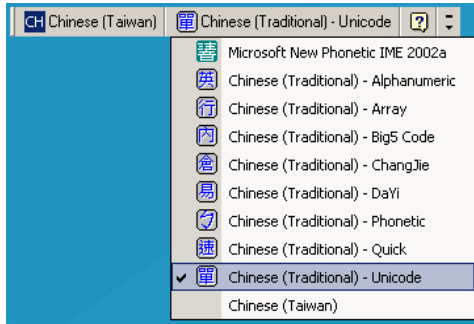 CH Chinese (Taiwan) 單 Chinese (Traditional) - Unicode ?
Microsoft New Phonetic IME 2002a
英 Chinese (Traditional) - Alphanumeric
行 Chinese (Traditional) - Array
內 Chinese (Traditional) - Big5 Code
倉 Chinese (Traditional) - ChangJie
易 Chinese (Traditional) - DaYi
ㄅ Chinese (Traditional) - Phonetic
速 Chinese (Traditional) - Quick
單 Chinese (Traditional) - Unicode
Chinese (Taiwan)